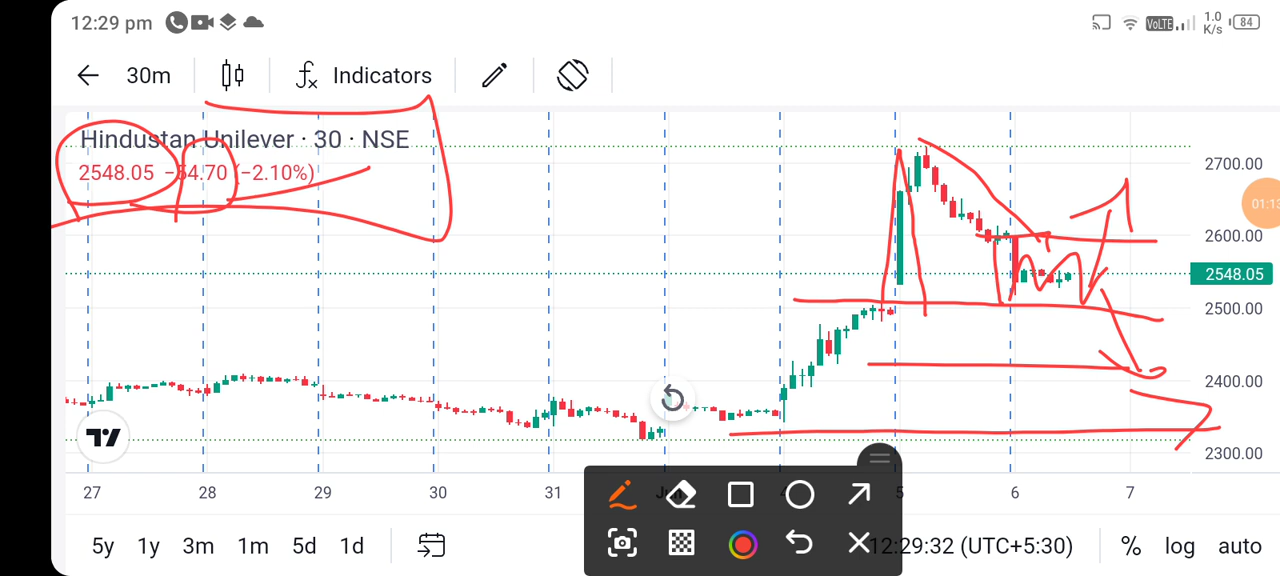 12:29 pm
VoLTE 1.0 K/s 84
30m
fx Indicators
Hindustan Unilever · 30 · NSE
2548.05 −54.70 (−2.10%)
2700.00
01:13
2600.00
2548.05
2500.00
2400.00
2300.00
27 28 29 30 31 5 6 7
5y 1y 3m 1m 5d 1d
12:29:32 (UTC+5:30) % log auto